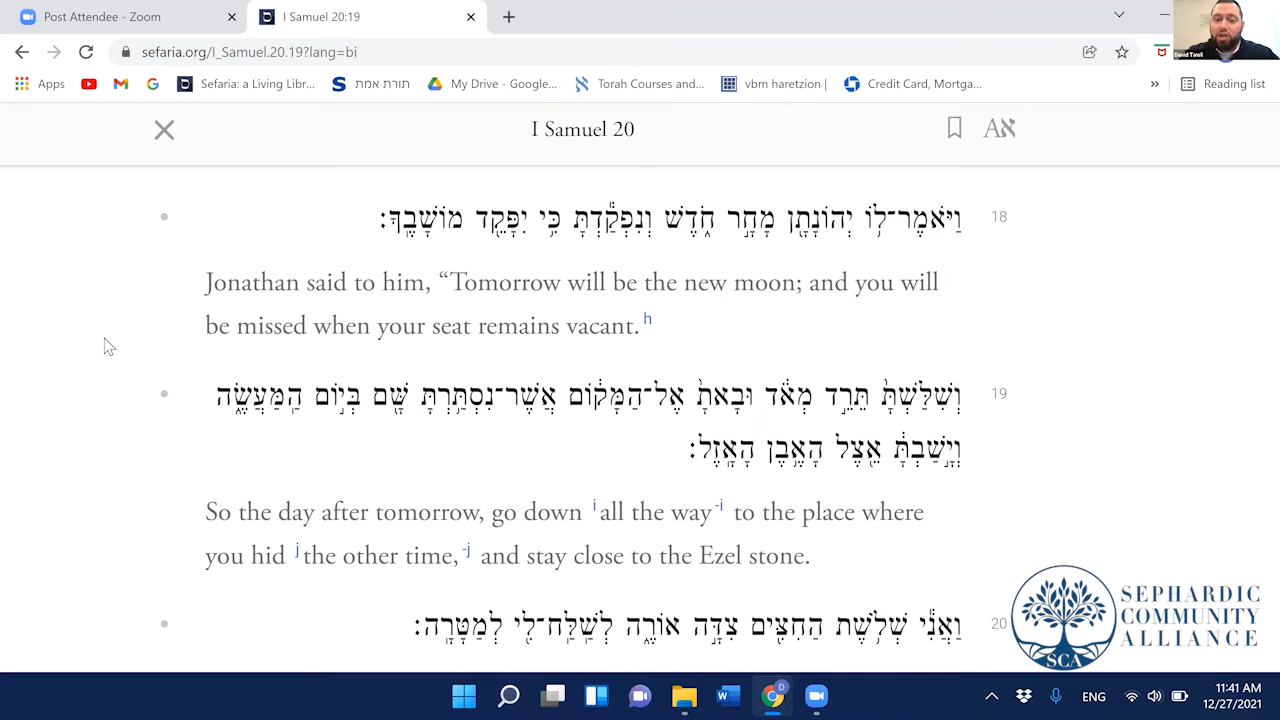 Post Attendee - Zoom
I Samuel 20:19
sefaria.org/I_Samuel.20.19?lang=bi
David Tawil
Apps
Sefaria: a Living Libr...
תורת אמת
My Drive - Google...
Torah Courses and...
vbm haretzion |
Credit Card, Mortga...
Reading list
I Samuel 20
18
וַיֹּאמֶר־ל֥וֹ יְהוֹנָתָ֖ן מָחָ֣ר חֹ֑דֶשׁ וְנִפְקַ֕דְתָּ כִּ֥י יִפָּקֵ֖ד מוֹשָׁבֶֽךָ׃
Jonathan said to him, “Tomorrow will be the new moon; and you will
be missed when your seat remains vacant. h
19
וְשִׁלַּשְׁתָּ֙ תֵּרֵ֣ד מְאֹ֔ד וּבָאתָ֙ אֶל־הַמָּק֔וֹם אֲשֶׁר־נִסְתַּ֥רְתָּ שָּׁ֖ם בְּי֣וֹם הַֽמַּעֲשֶׂ֑ה
וְיָ֣שַׁבְתָּ֔ אֵ֖צֶל הָאֶ֥בֶן הָאָֽזֶל׃
So the day after tomorrow, go down i all the way -i to the place where
you hid j the other time, -j and stay close to the Ezel stone.
20
וַאֲנִ֕י שְׁלֹ֥שֶׁת הַחִצִּ֖ים צִדָּ֣ה אוֹרֶ֑ה לְשַֽׁלַּֽח־לִ֖י לְמַטָּרָֽה׃
SEPHARDIC
COMMUNITY
ALLIANCE
SCA
ENG
11:41 AM
12/27/2021